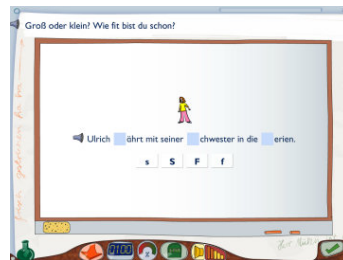 Groß oder klein? Wie fit bist du schon?
Ulrich ährt mit seiner chwester in die erien.
s S F f